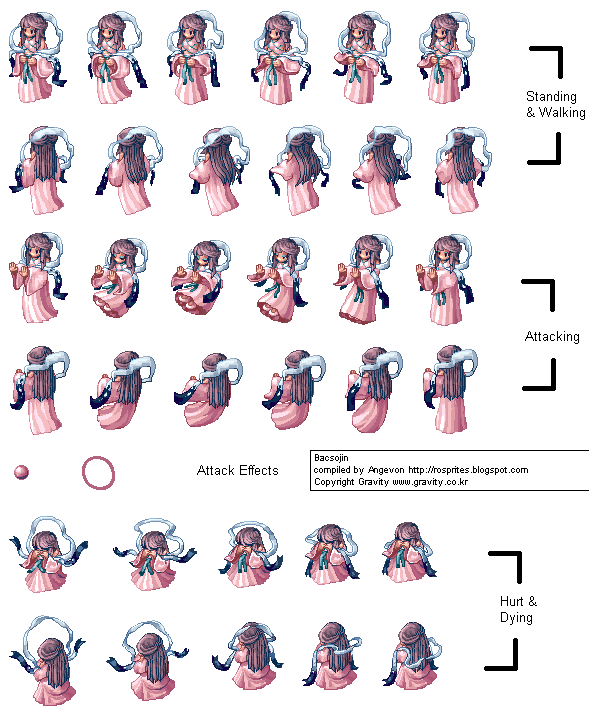 Standing
& Walking
Attacking
Attack Effects
Bacsojin
compiled by Angevon http://rosprites.blogspot.com
Copyright Gravity www.gravity.co.kr
Hurt &
Dying